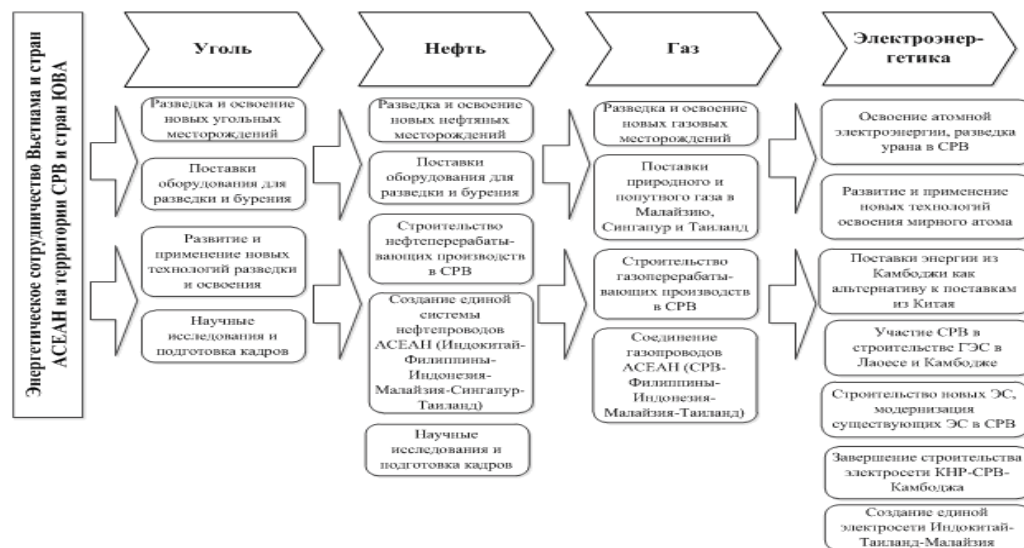 Энергетическое сотрудничество Вьетнама и стран
АСЕАН на территории СРВ и стран ЮВА
Уголь
Разведка и освоение
новых угольных
месторождений
Поставки
оборудования для
разведки и бурения
Развитие и
применение новых
технологий разведки
и освоения
Научные
исследования и
подготовка кадров
Нефть
Разведка и освоение
новых нефтяных
месторождений
Поставки
оборудования для
разведки и бурения
Строительство
нефтеперерабаты-
вающих производств
в СРВ
Создание единой
системы
нефтепроводов
АСЕАН (Индокитай-
Филиппины-
Индонезия-
Малайзия-Сингапур-
Таиланд)
Научные
исследования и
подготовка кадров
Газ
Разведка и освоение
новых газовых
месторождений
Поставки
природного и
попутного газа в
Малайзию,
Сингапур и Таиланд
Строительство
газоперерабаты-
вающих производств
в СРВ
Соединение
газопроводов
АСЕАН (СРВ-
Филиппины-
Индонезия-
Малайзия-Таиланд)
Электроэнер-
гетика
Освоение атомной
электроэнергии, разведка
урана в СРВ
Развитие и применение
новых технологий
освоения мирного атома
Поставки энергии из
Камбоджи как
альтернативу к поставкам
из Китая
Участие СРВ в
строительстве ГЭС в
Лаоесе и Камбодже
Строительство новых ЭС,
модернизация
существующих ЭС в СРВ
Завершение строительства
электросети КНР-СРВ-
Камбоджа
Создание единой
электросети Индокитай-
Таиланд-Малайзия